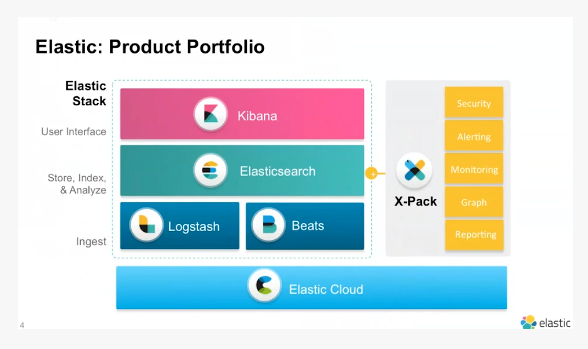 Elastic: Product Portfolio
Elastic
Stack
User Interface
Store, Index,
& Analyze
Ingest
Kibana
Elasticsearch
Logstash
Beats
+
X-Pack
Security
Alerting
Monitoring
Graph
Reporting
Elastic Cloud
4
elastic